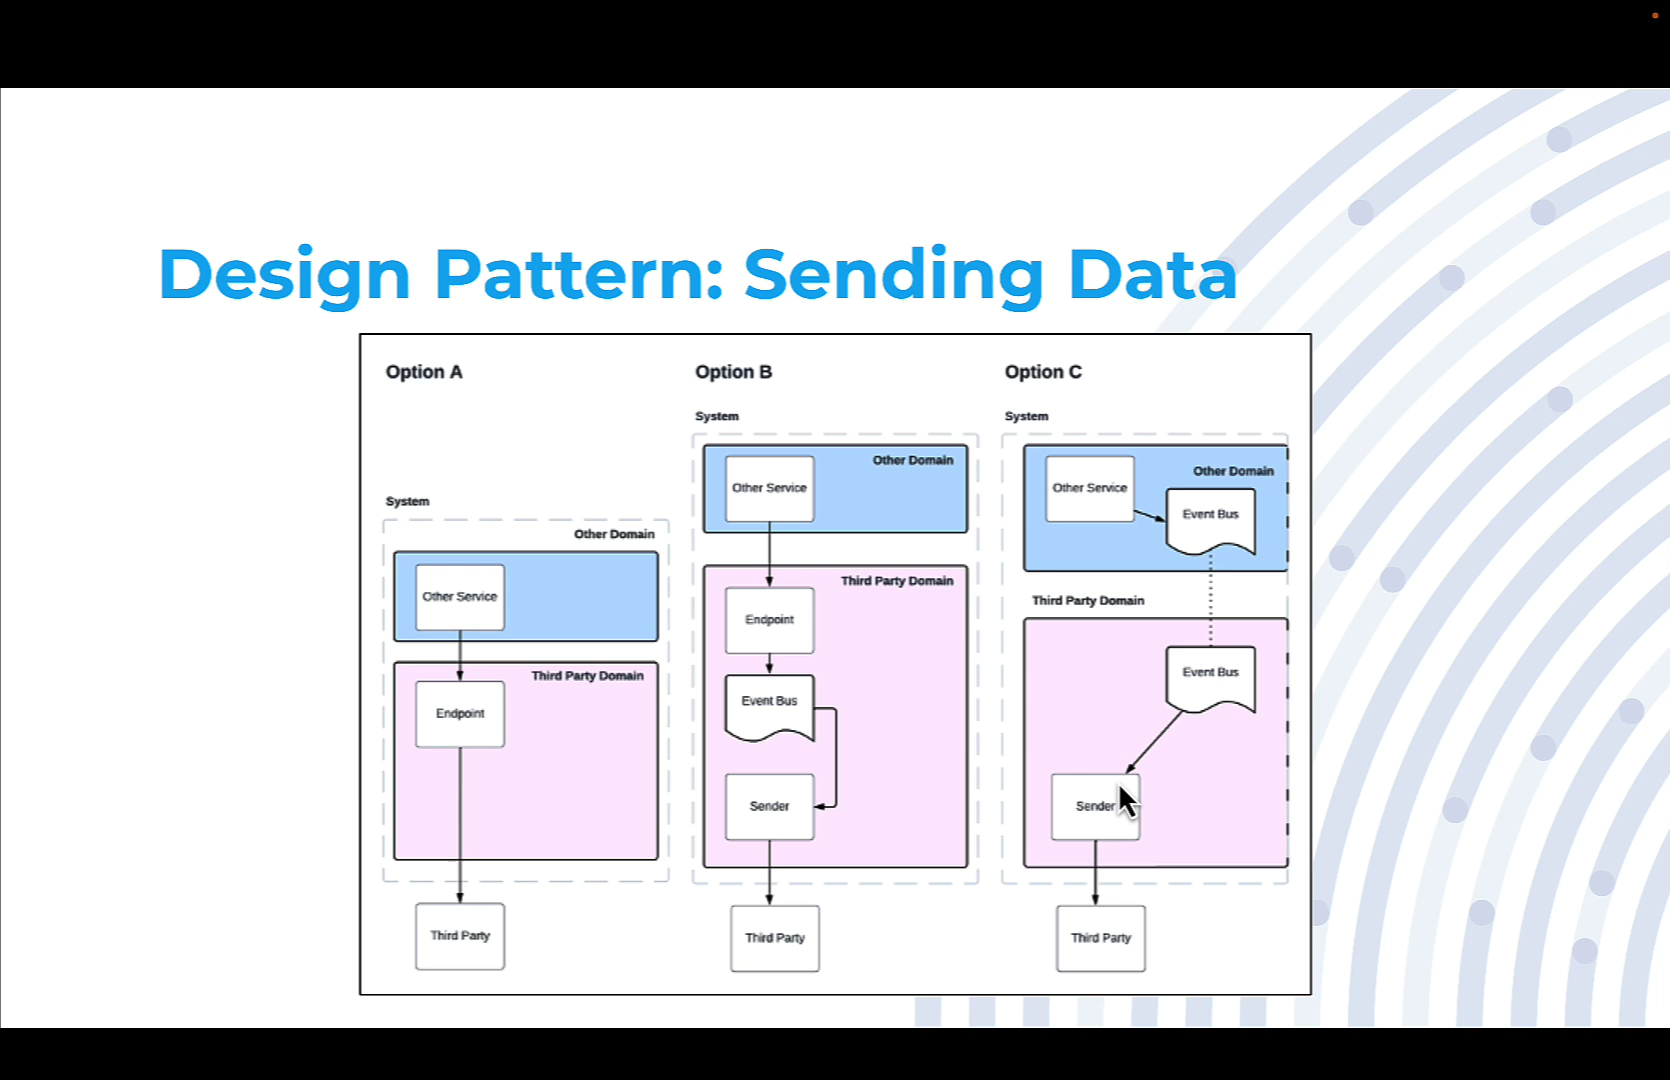 Design Pattern: Sending Data
Option A
System
Other Domain
Other Service
Third Party Domain
Endpoint
Third Party
Option B
System
Other Domain
Other Service
Third Party Domain
Endpoint
Event Bus
Sender
Third Party
Option C
System
Other Service
Other Domain
Event Bus
Third Party Domain
Event Bus
Sender
Third Party